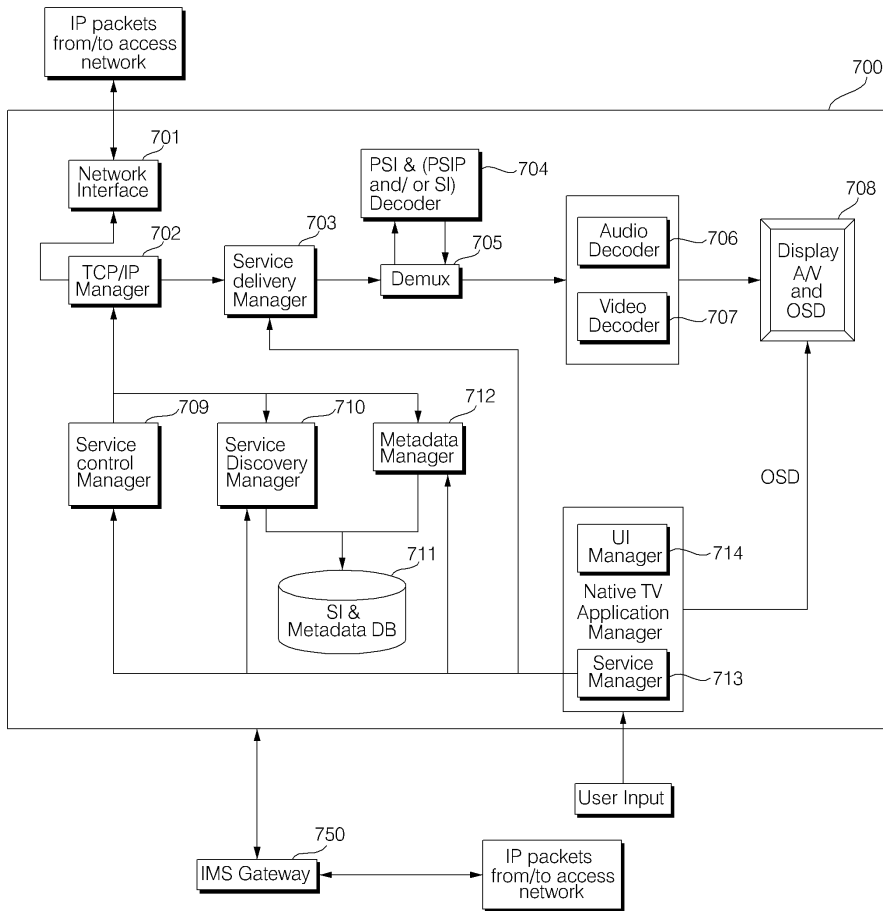 IP packets
from/to access
network
700
701
Network
Interface
702
TCP/IP
Manager
703
Service
delivery
Manager
PSI & (PSIP
and/ or SI)
Decoder
704
705
Demux
Audio
Decoder
706
Video
Decoder
707
708
Display
A/V
and
OSD
709
Service
control
Manager
710
Service
Discovery
Manager
712
Metadata
Manager
OSD
711
SI &
Metadata DB
UI
Manager
714
Native TV
Application
Manager
Service
Manager
713
User Input
750
IMS Gateway
IP packets
from/to access
network